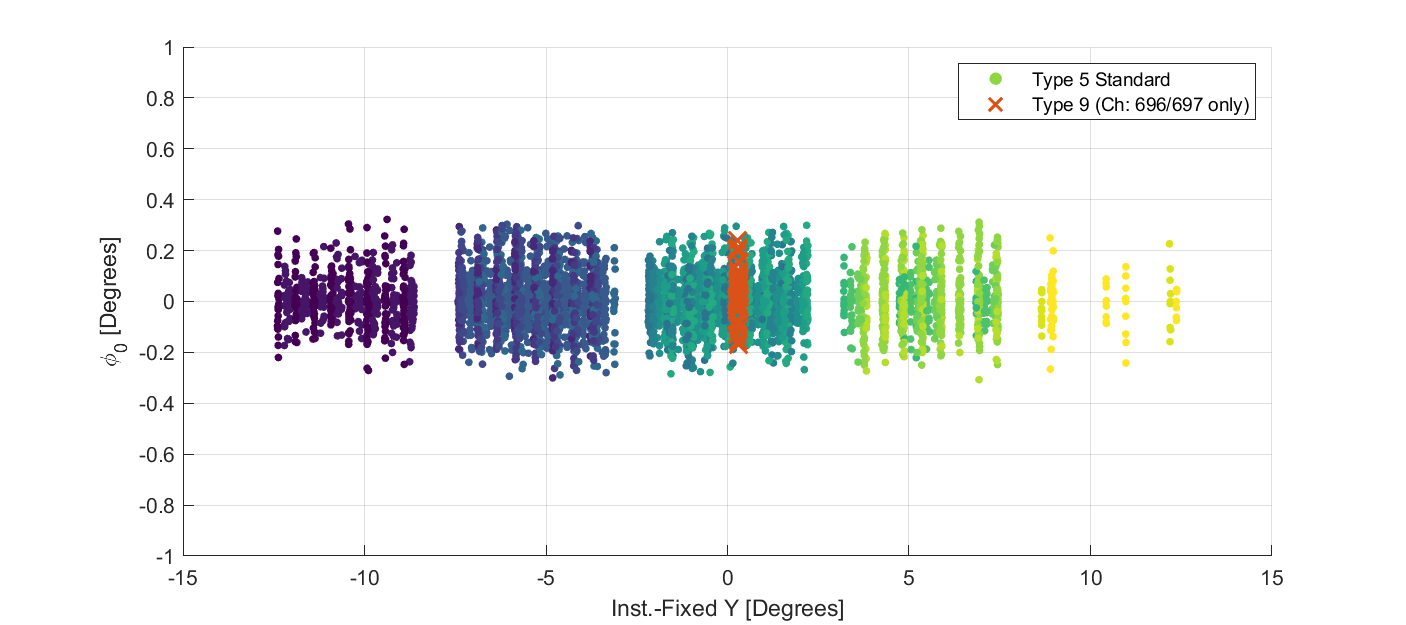 1
0.8
0.6
0.4
0.2
0
-0.2
-0.4
-0.6
-0.8
-1
ϕ0 [Degrees]
Type 5 Standard
Type 9 (Ch: 696/697 only)
-15 -10 -5 0 5 10 15
Inst.-Fixed Y [Degrees]